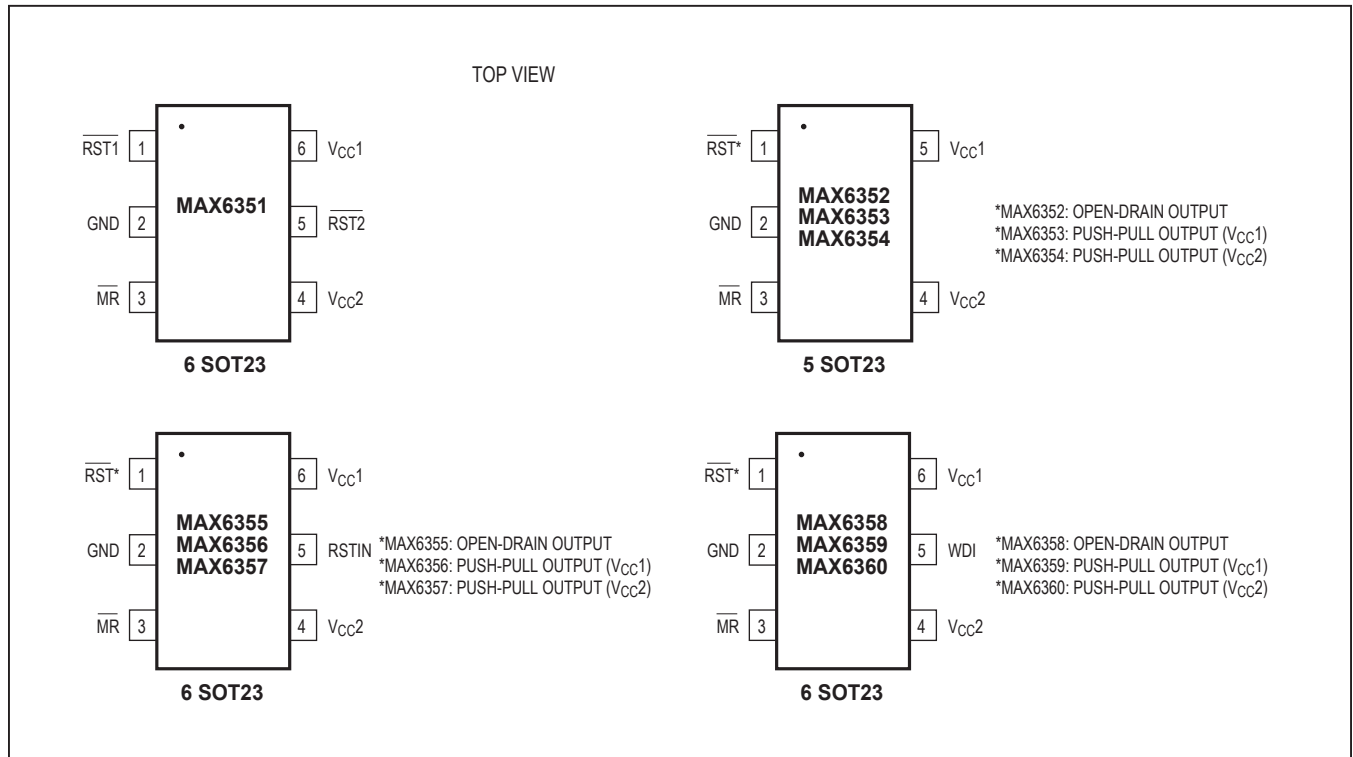 TOP VIEW
RST1 1
GND 2
MR 3
MAX6351
6 VCC1
5 RST2
4 VCC2
6 SOT23
RST* 1
GND 2
MR 3
MAX6352
MAX6353
MAX6354
5 VCC1
4 VCC2
*MAX6352: OPEN-DRAIN OUTPUT
*MAX6353: PUSH-PULL OUTPUT (VCC1)
*MAX6354: PUSH-PULL OUTPUT (VCC2)
5 SOT23
RST* 1
GND 2
MR 3
MAX6355
MAX6356
MAX6357
6 VCC1
5 RSTIN
4 VCC2
*MAX6355: OPEN-DRAIN OUTPUT
*MAX6356: PUSH-PULL OUTPUT (VCC1)
*MAX6357: PUSH-PULL OUTPUT (VCC2)
6 SOT23
RST* 1
GND 2
MR 3
MAX6358
MAX6359
MAX6360
6 VCC1
5 WDI
4 VCC2
*MAX6358: OPEN-DRAIN OUTPUT
*MAX6359: PUSH-PULL OUTPUT (VCC1)
*MAX6360: PUSH-PULL OUTPUT (VCC2)
6 SOT23